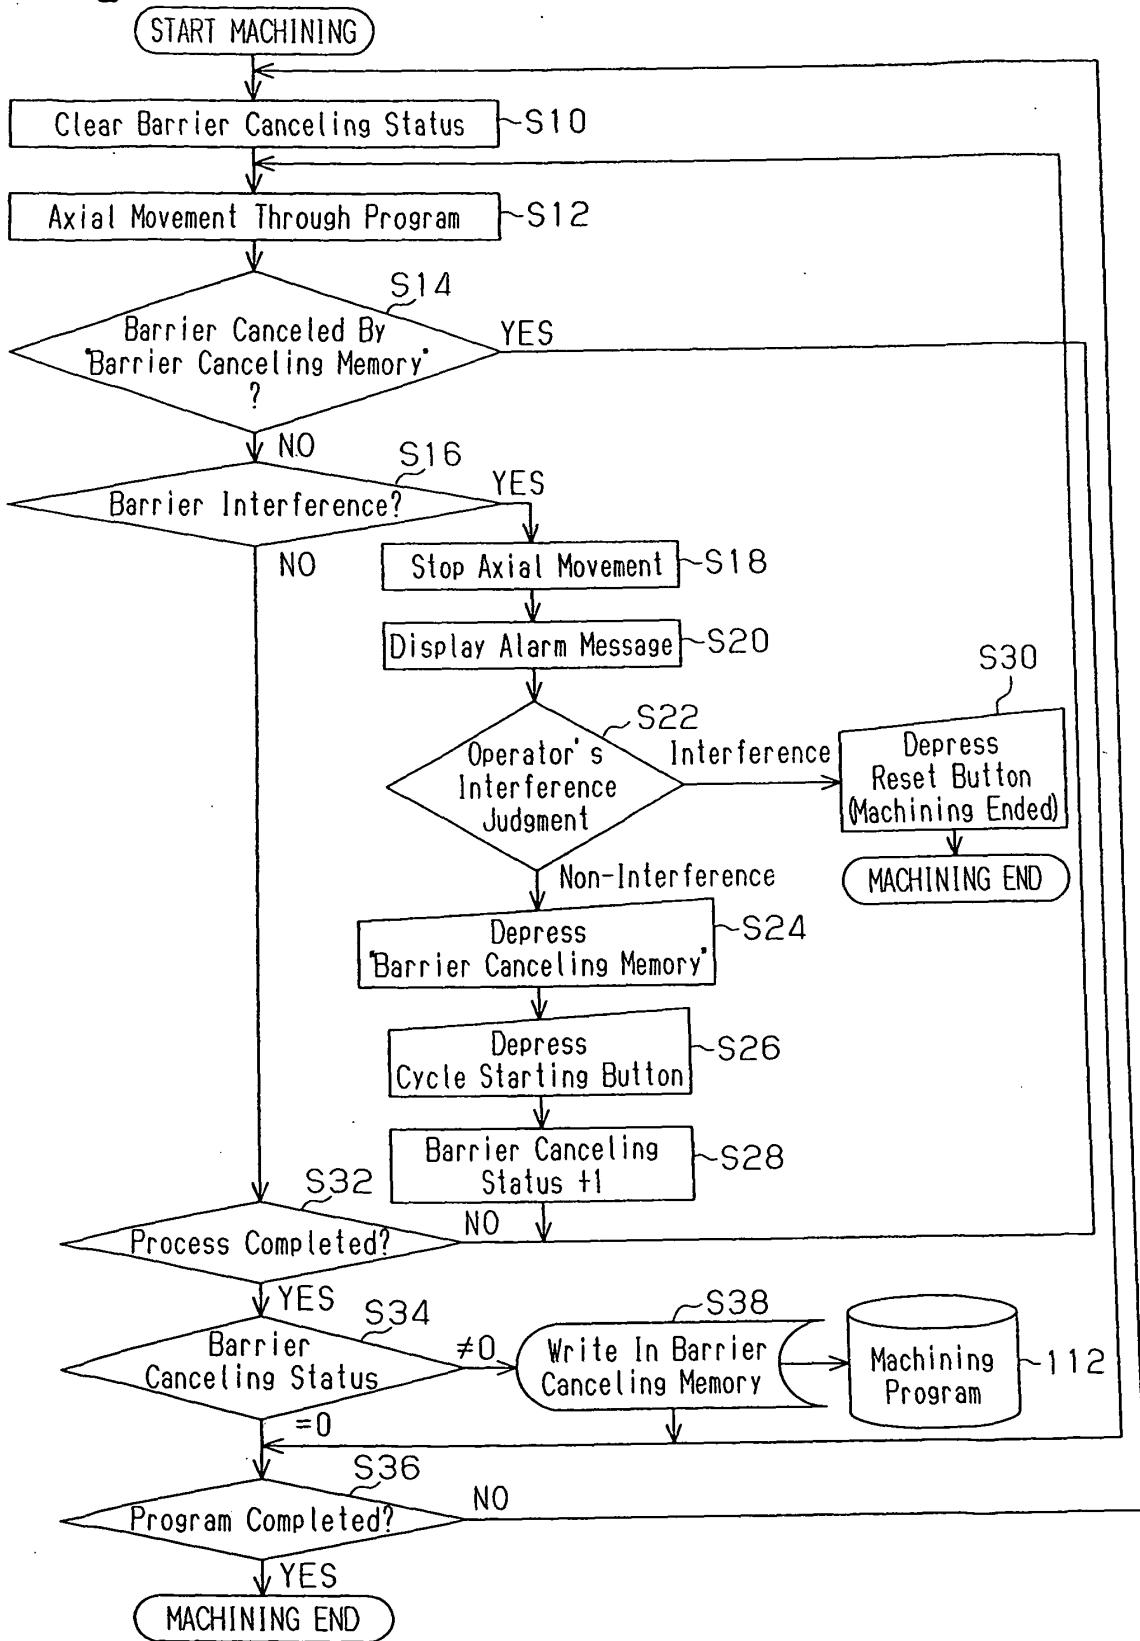 START MACHINING
Clear Barrier Canceling Status
S10
Axial Movement Through Program
S12
S14
Barrier Canceled By
"Barrier Canceling Memory"
?
YES
NO
S16
Barrier Interference?
YES
NO
Stop Axial Movement
S18
Display Alarm Message
S20
S22
Operator's
Interference
Judgment
Interference
S30
Depress
Reset Button
(Machining Ended)
MACHINING END
Non-Interference
Depress
"Barrier Canceling Memory"
S24
Depress
Cycle Starting Button
S26
Barrier Canceling
Status +1
S28
S32
Process Completed?
NO
YES
S34
Barrier
Canceling Status
≠0
=0
S38
Write In Barrier
Canceling Memory
Machining
Program
112
S36
Program Completed?
NO
YES
MACHINING END